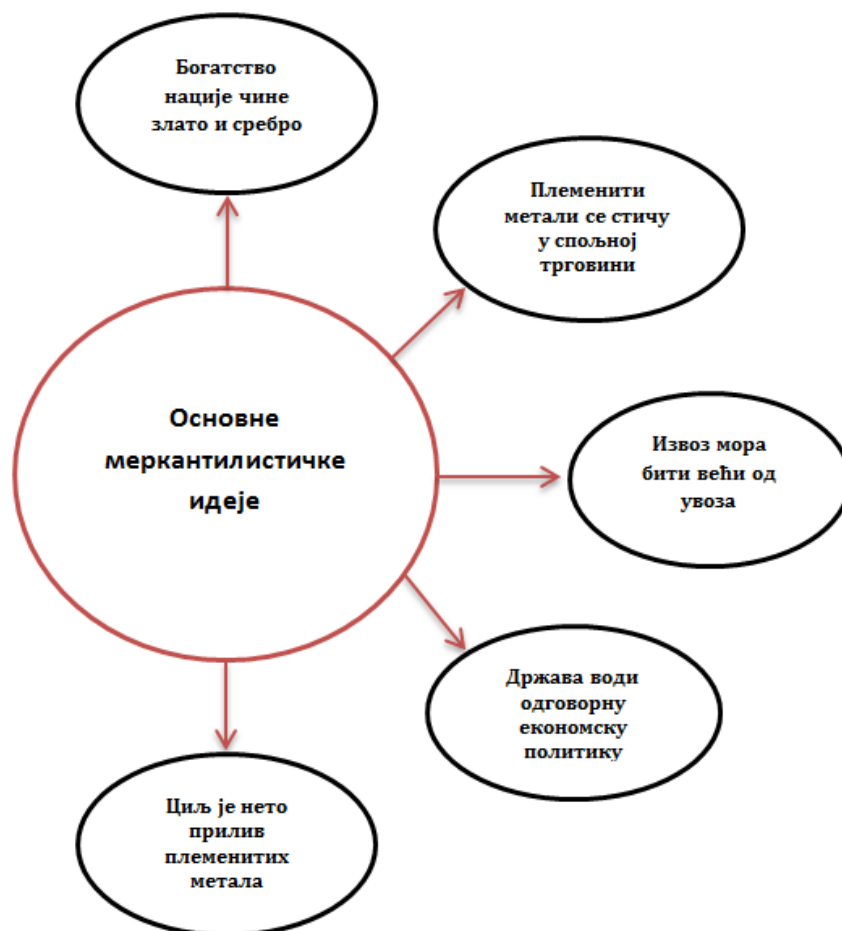 Богатство
нације чине
злато и сребро
Племенити
метали се стичу
у спољној
трговини
Основне
меркантилистичке
идеје
Извоз мора
бити већи од
увоза
Држава води
одговорну
економску
политику
Циљ је нето
прилив
племенитих
метала